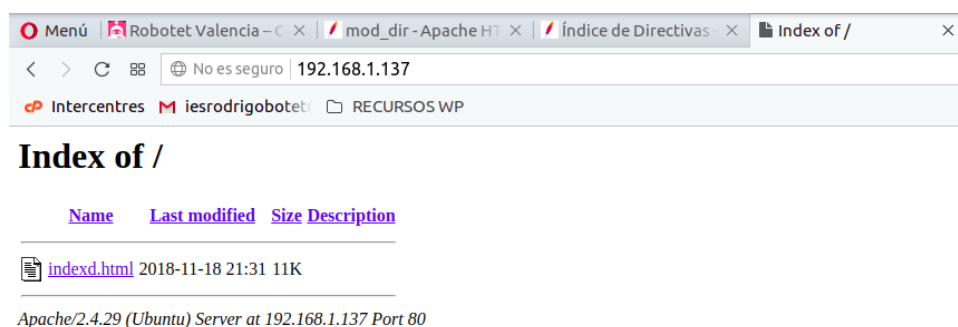 Menú Robotet Valencia – C mod_dir - Apache HT Índice de Directivas - Index of /
No es seguro 192.168.1.137
Intercentres iesrodrigobotet RECURSOS WP
Index of /
Name Last modified Size Description
indexd.html 2018-11-18 21:31 11K
Apache/2.4.29 (Ubuntu) Server at 192.168.1.137 Port 80